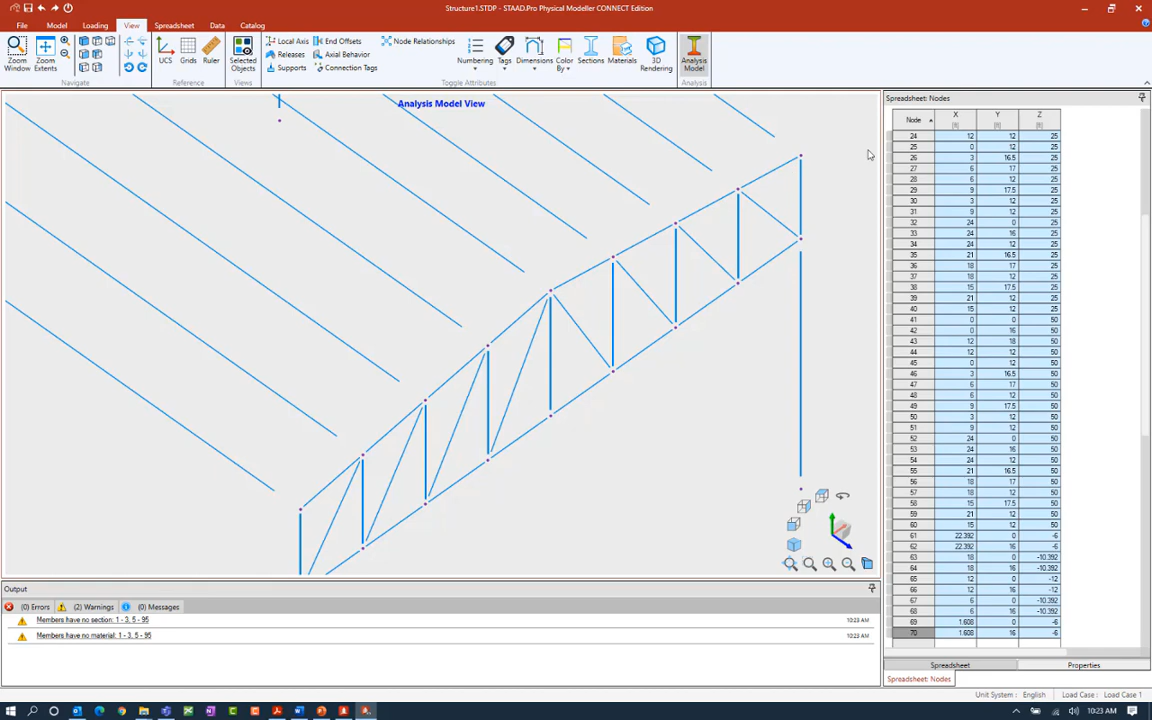 Structure1.STDP - STAAD.Pro Physical Modeller CONNECT Edition
File Model Loading View Spreadsheet Data Catalog
Zoom Window
Zoom Extents
Navigate
UCS
Grids
Ruler
Reference
Selected Objects
Views
Local Axis End Offsets Node Relationships
Releases Axial Behavior
Supports Connection Tags
Numbering
Tags
Dimensions
Color By
Sections
Materials
3D Rendering
Toggle Attributes
Analysis Model
Analysis
Analysis Model View
Spreadsheet: Nodes
Node X [ft] Y [ft] Z [ft]
24 12 12 25
25 0 12 25
26 3 16.5 25
27 6 17 25
28 6 12 25
29 9 17.5 25
30 3 12 25
31 9 12 25
32 24 0 25
33 24 16 25
34 24 12 25
35 21 16.5 25
36 18 17 25
37 18 12 25
38 15 17.5 25
39 21 12 25
40 15 12 25
41 0 0 50
42 0 16 50
43 12 18 50
44 12 12 50
45 0 12 50
46 3 16.5 50
47 6 17 50
48 6 12 50
49 9 17.5 50
50 3 12 50
51 9 12 50
52 24 0 50
53 24 16 50
54 24 12 50
55 21 16.5 50
56 18 17 50
57 18 12 50
58 15 17.5 50
59 21 12 50
60 15 12 50
61 22.392 0 -6
62 22.392 16 -6
63 18 0 -10.392
64 18 16 -10.392
65 12 0 -12
66 12 16 -12
67 6 0 -10.392
68 6 16 -10.392
69 1.608 0 -6
70 1.608 16 -6
Spreadsheet Properties
Spreadsheet: Nodes
Output
(0) Errors (2) Warnings (0) Messages
Members have no section: 1 - 3, 5 - 95 10:23 AM
Members have no material: 1 - 3, 5 - 95 10:23 AM
Unit System : English Load Case : Load Case 1
10:23 AM